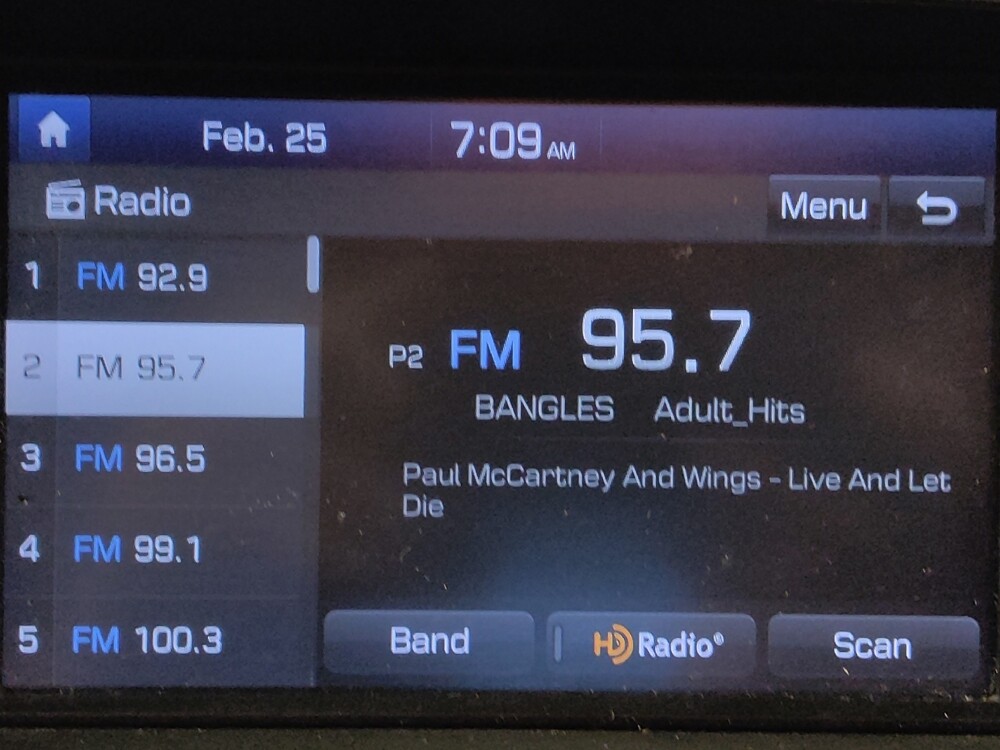 Feb. 25 7:09 AM
Radio Menu
1 FM 92.9
2 FM 95.7
3 FM 96.5
4 FM 99.1
5 FM 100.3
P2 FM 95.7
BANGLES Adult_Hits
Paul McCartney And Wings - Live And Let
Die
Band HD Radio® Scan